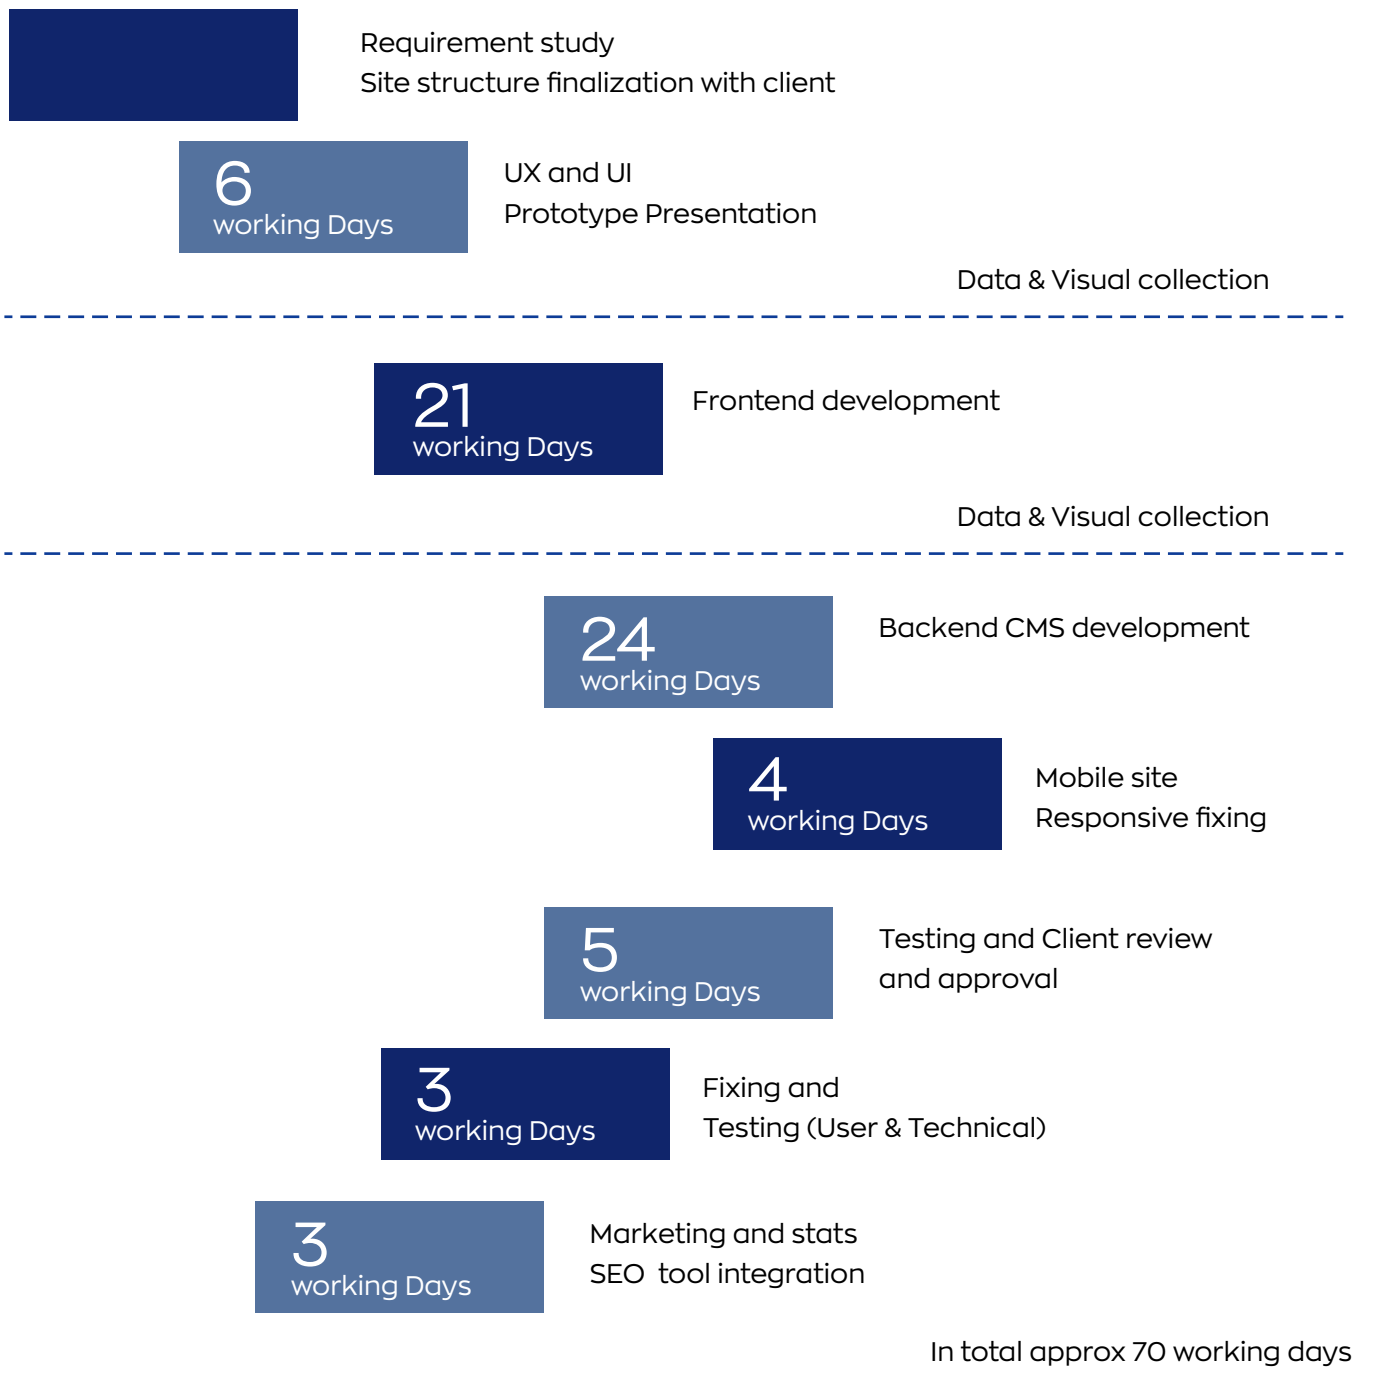 Requirement study
Site structure finalization with client
6
working Days
UX and UI
Prototype Presentation
Data & Visual collection
21
working Days
Frontend development
Data & Visual collection
24
working Days
Backend CMS development
4
working Days
Mobile site
Responsive fixing
5
working Days
Testing and Client review
and approval
3
working Days
Fixing and
Testing (User & Technical)
3
working Days
Marketing and stats
SEO tool integration
In total approx 70 working days